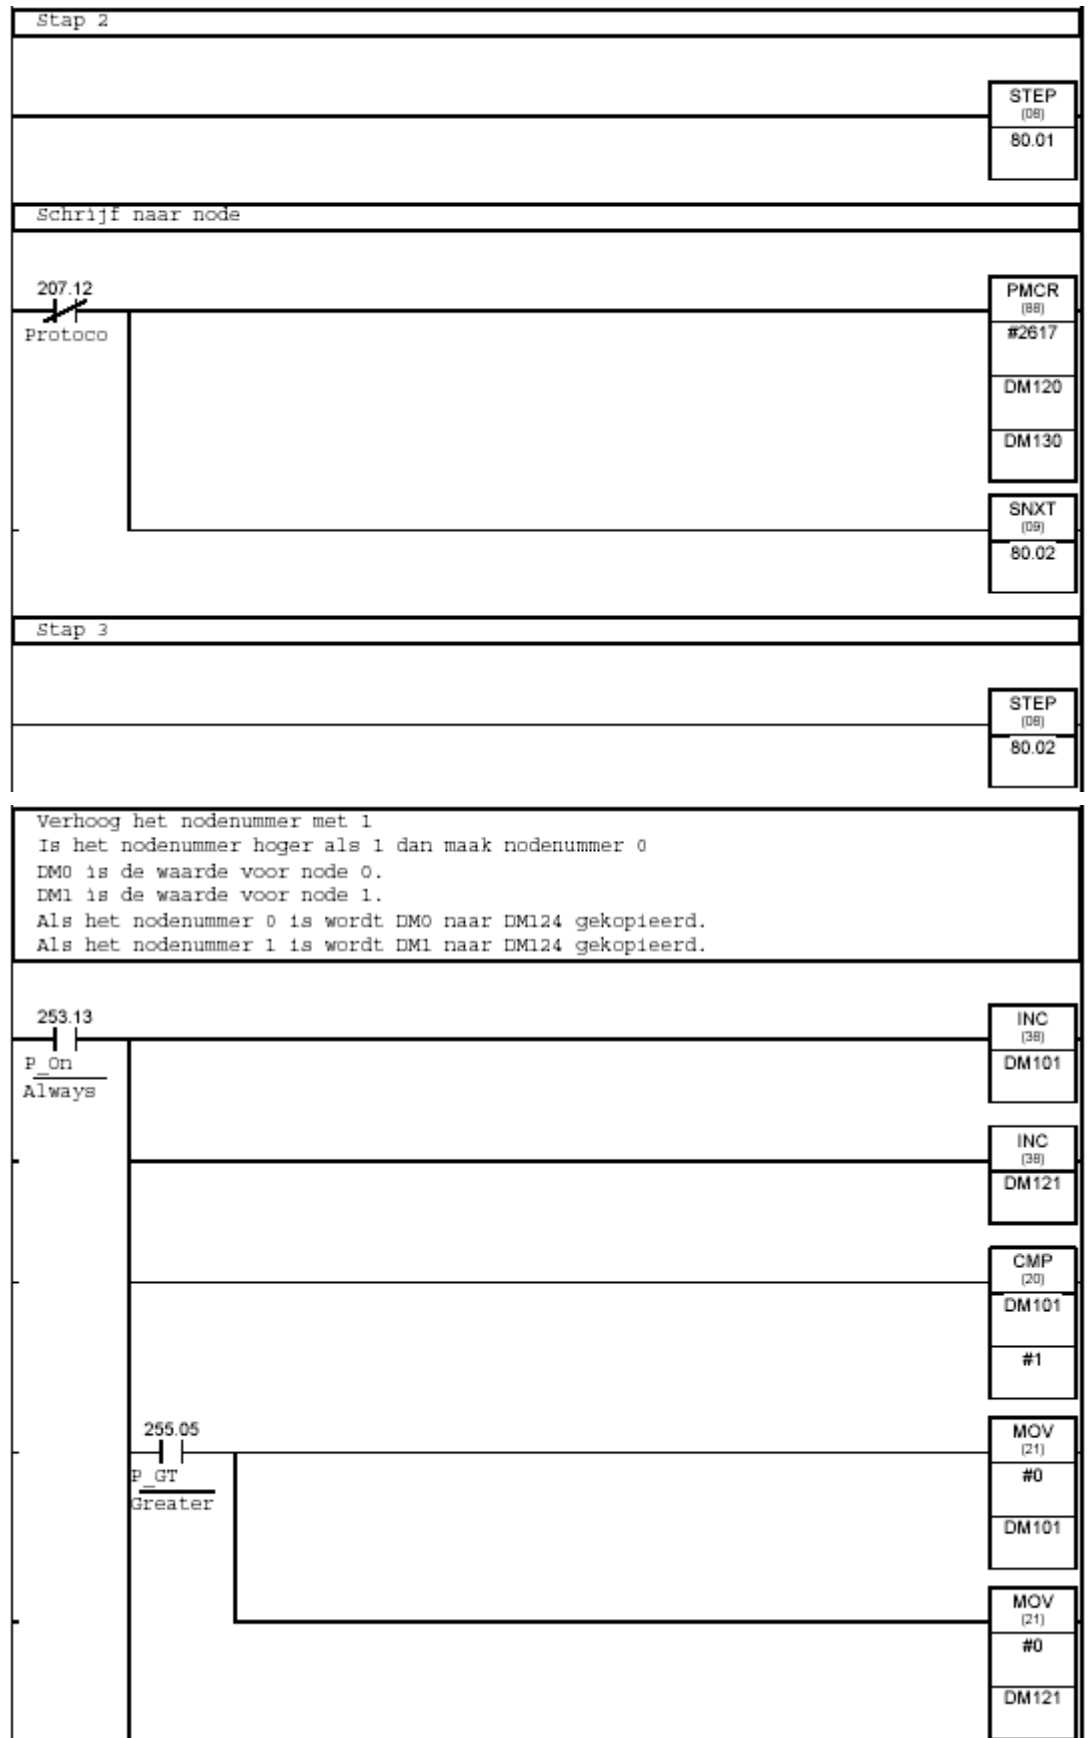 Stap 2
STEP
(08)
80.01
Schrijf naar node
207.12
Protoco
PMCR
(88)
#2617
DM120
DM130
SNXT
(09)
80.02
Stap 3
STEP
(08)
80.02
Verhoog het nodenummer met 1
Is het nodenummer hoger als 1 dan maak nodenummer 0
DM0 is de waarde voor node 0.
DM1 is de waarde voor node 1.
Als het nodenummer 0 is wordt DM0 naar DM124 gekopieerd.
Als het nodenummer 1 is wordt DM1 naar DM124 gekopieerd.
253.13
P_On
Always
INC
(38)
DM101
INC
(38)
DM121
CMP
(20)
DM101
#1
255.05
P_GT
Greater
MOV
(21)
#0
DM101
MOV
(21)
#0
DM121